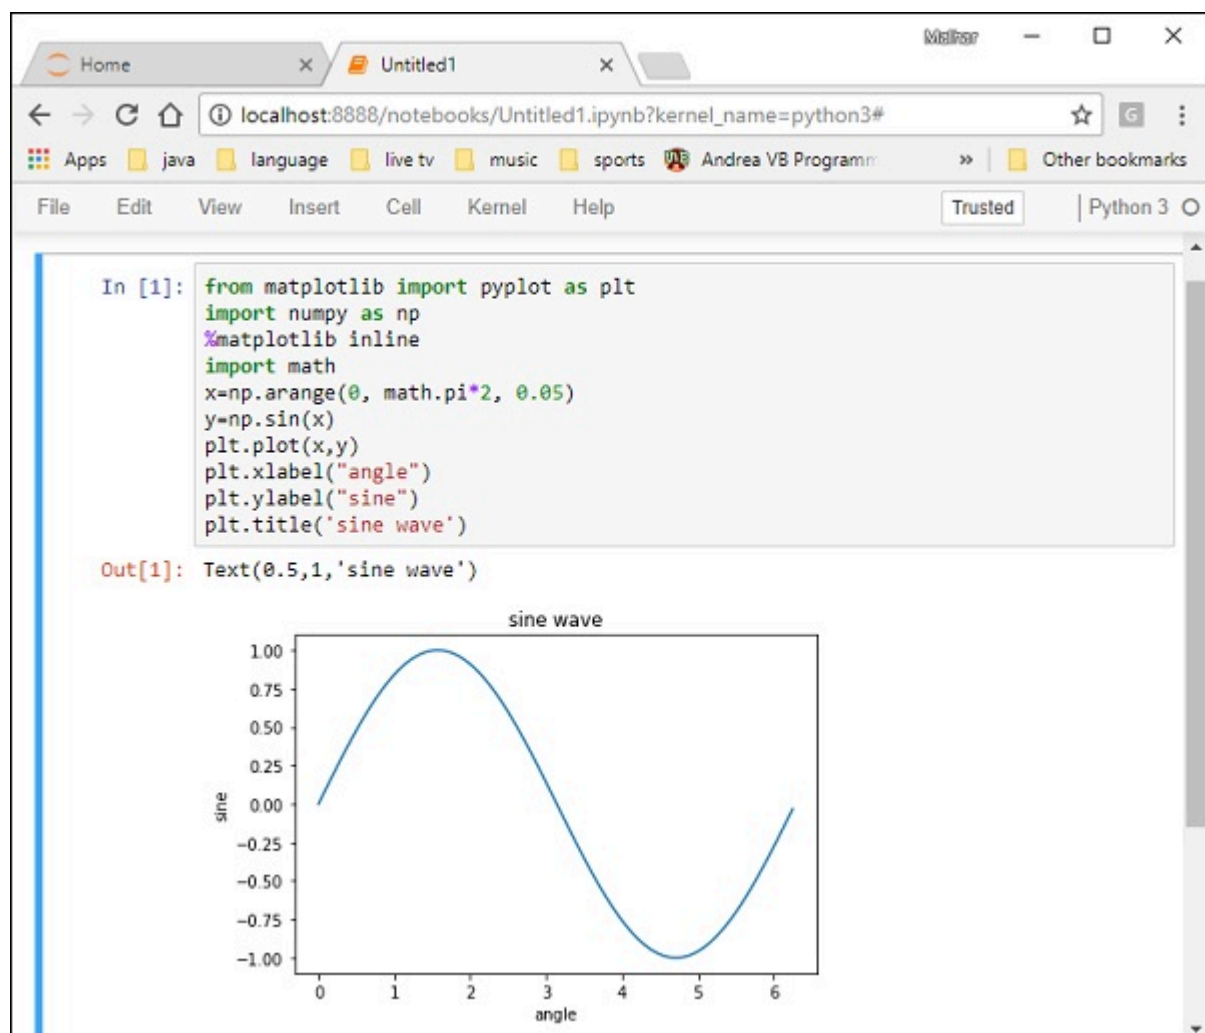 Malhar
Home
Untitled1
localhost:8888/notebooks/Untitled1.ipynb?kernel_name=python3#
G
Apps java language live tv music sports VB Andrea VB Programm » Other bookmarks
File Edit View Insert Cell Kernel Help Trusted | Python 3
In [1]: from matplotlib import pyplot as plt
import numpy as np
%matplotlib inline
import math
x=np.arange(0, math.pi*2, 0.05)
y=np.sin(x)
plt.plot(x,y)
plt.xlabel("angle")
plt.ylabel("sine")
plt.title('sine wave')
Out[1]: Text(0.5,1,'sine wave')
sine wave
1.00
0.75
0.50
0.25
0.00
−0.25
−0.50
−0.75
−1.00
sine
0 1 2 3 4 5 6
angle